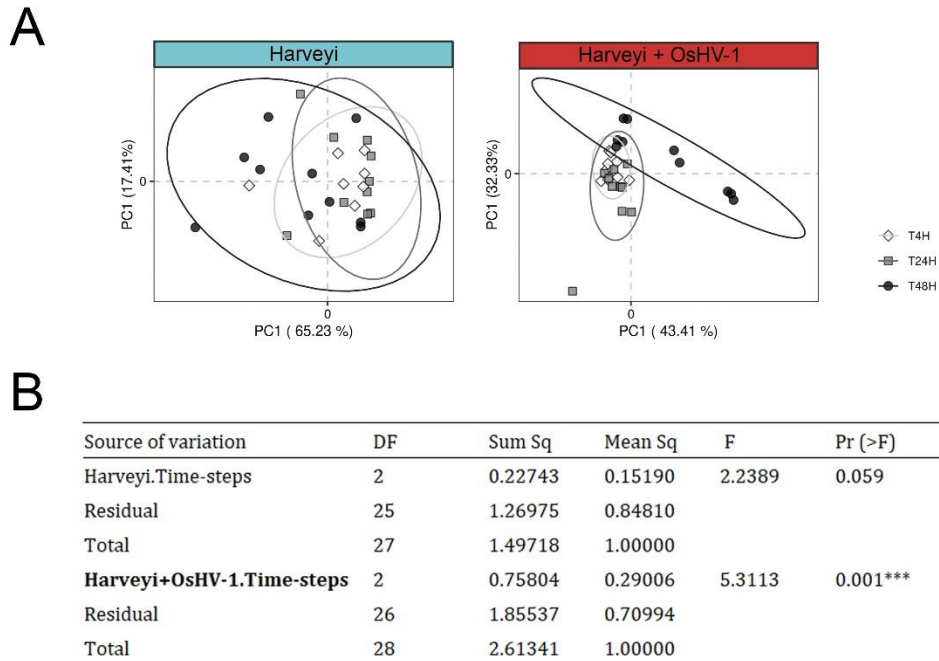 A
Harveyi
Harveyi + OsHV-1
PC1 (17.41%)
0
0
PC1 ( 65.23 %)
PC1 (32.33%)
0
0
PC1 ( 43.41 %)
T4H
T24H
T48H
B
Source of variation DF Sum Sq Mean Sq F Pr (>F)
Harveyi.Time-steps 2 0.22743 0.15190 2.2389 0.059
Residual 25 1.26975 0.84810
Total 27 1.49718 1.00000
Harveyi+OsHV-1.Time-steps 2 0.75804 0.29006 5.3113 0.001***
Residual 26 1.85537 0.70994
Total 28 2.61341 1.00000